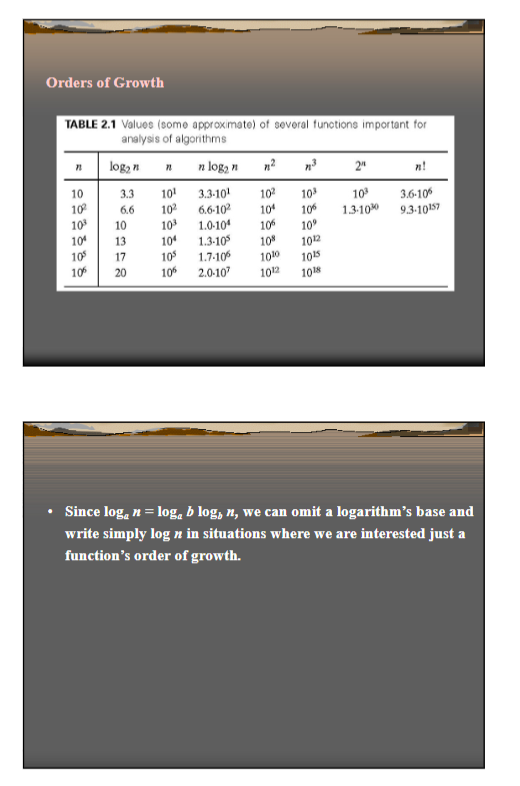 Orders of Growth
TABLE 2.1 Values (some approximate) of several functions important for
analysis of algorithms
n log₂ n n n log₂ n n² n³ 2ⁿ n!
10 3.3 10¹ 3.3·10¹ 10² 10³ 10³ 3.6·10⁶
10² 6.6 10² 6.6·10² 10⁴ 10⁶ 1.3·10³⁰ 9.3·10¹⁵⁷
10³ 10 10³ 1.0·10⁴ 10⁶ 10⁹
10⁴ 13 10⁴ 1.3·10⁵ 10⁸ 10¹²
10⁵ 17 10⁵ 1.7·10⁶ 10¹⁰ 10¹⁵
10⁶ 20 10⁶ 2.0·10⁷ 10¹² 10¹⁸
• Since logₐ n = logₐ b log_b n, we can omit a logarithm’s base and
write simply log n in situations where we are interested just a
function’s order of growth.